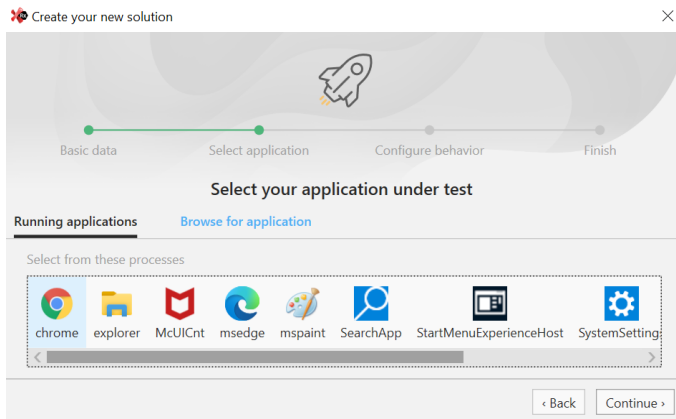 Create your new solution
Basic data Select application Configure behavior Finish
Select your application under test
Running applications Browse for application
Select from these processes
chrome explorer McUICnt msedge mspaint SearchApp StartMenuExperienceHost SystemSetting
‹ Back Continue ›